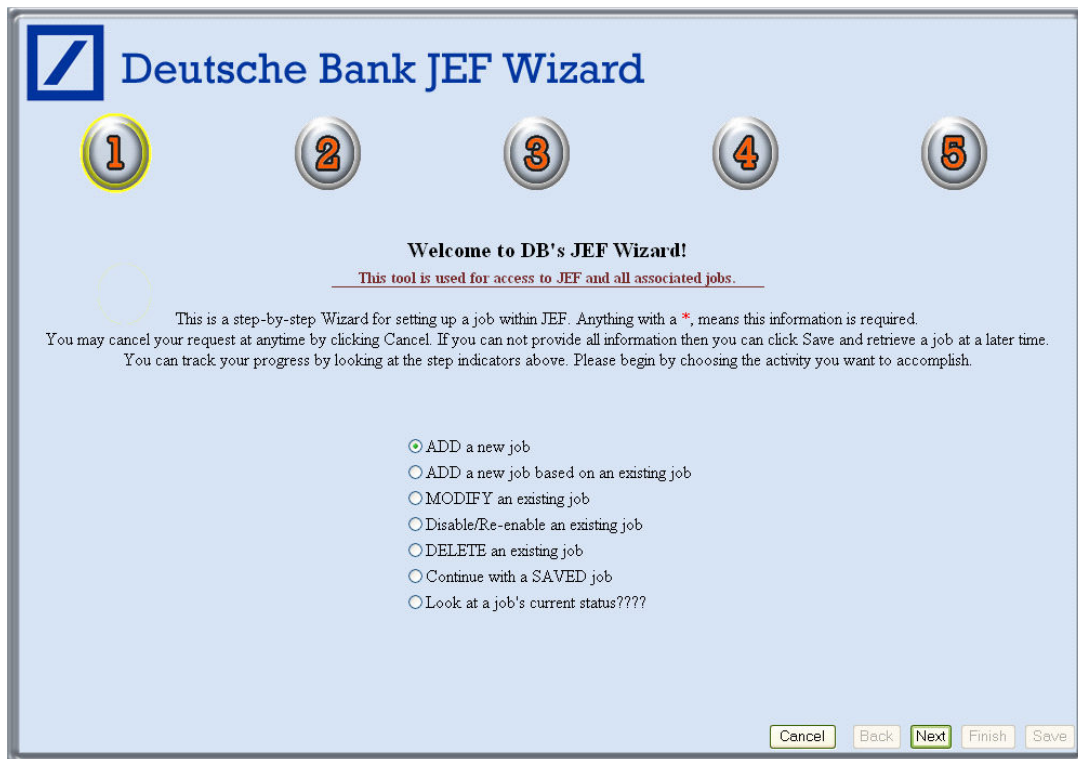 Deutsche Bank JEF Wizard
1 2 3 4 5
Welcome to DB's JEF Wizard!
This tool is used for access to JEF and all associated jobs.
This is a step-by-step Wizard for setting up a job within JEF. Anything with a *, means this information is required.
You may cancel your request at anytime by clicking Cancel. If you can not provide all information then you can click Save and retrieve a job at a later time.
You can track your progress by looking at the step indicators above. Please begin by choosing the activity you want to accomplish.
ADD a new job
ADD a new job based on an existing job
MODIFY an existing job
Disable/Re-enable an existing job
DELETE an existing job
Continue with a SAVED job
Look at a job's current status????
Cancel Back Next Finish Save